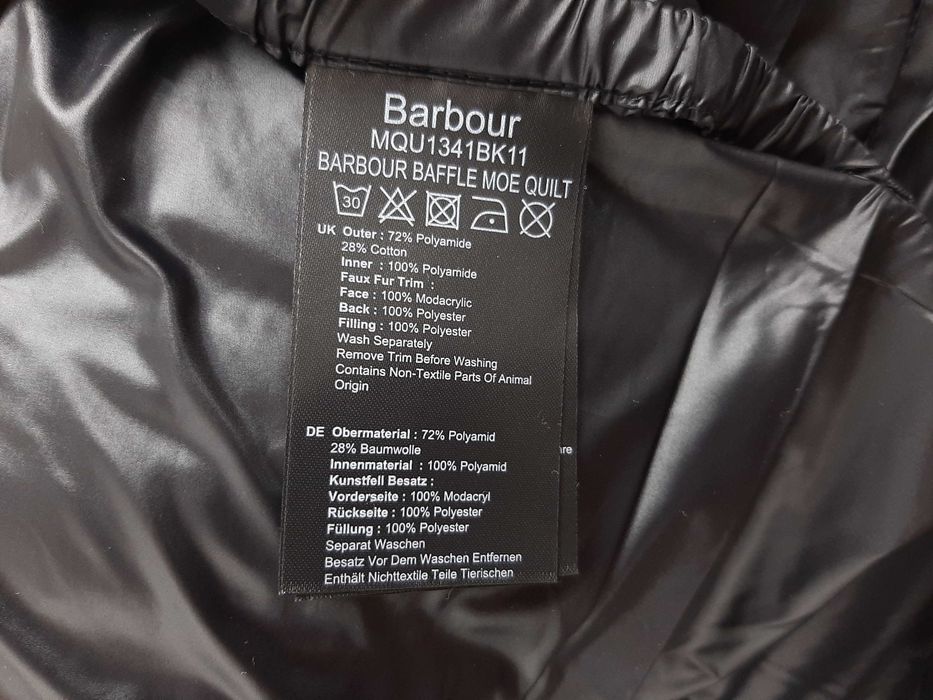 Barbour
MQU1341BK11
BARBOUR BAFFLE MOE QUILT
30
UK Outer : 72% Polyamide
28% Cotton
Inner : 100% Polyamide
Faux Fur Trim :
Face : 100% Modacrylic
Back : 100% Polyester
Filling : 100% Polyester
Wash Separately
Remove Trim Before Washing
Contains Non-Textile Parts Of Animal
Origin
DE Obermaterial : 72% Polyamid
28% Baumwolle
Innenmaterial : 100% Polyamid
Kunstfell Besatz :
Vorderseite : 100% Modacryl
Rückseite : 100% Polyester
Füllung : 100% Polyester
Separat Waschen
Besatz Vor Dem Waschen Entfernen
Enthält Nichttextile Teile Tierischen